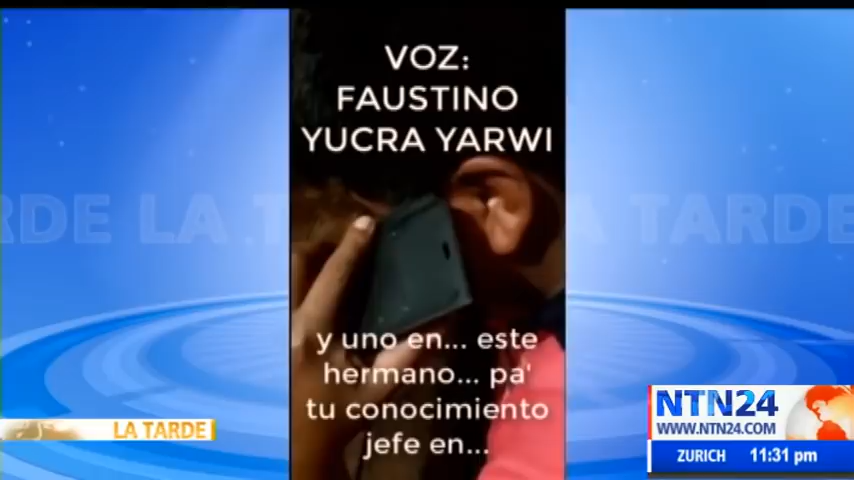 VOZ:
FAUSTINO
YUCRA YARWI
RDE LA T
A TARDE
y uno en... este
hermano... pa'
tu conocimiento
jefe en...
LA TARDE
NTN24
WWW.NTN24.COM
ZURICH 11:31 pm